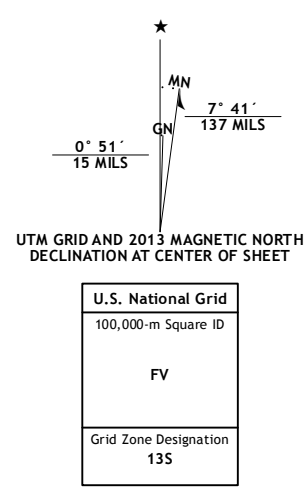 ★
MN
7° 41´
137 MILS
GN
0° 51´
15 MILS
UTM GRID AND 2013 MAGNETIC NORTH
DECLINATION AT CENTER OF SHEET
U.S. National Grid
100,000-m Square ID
FV
Grid Zone Designation
13S